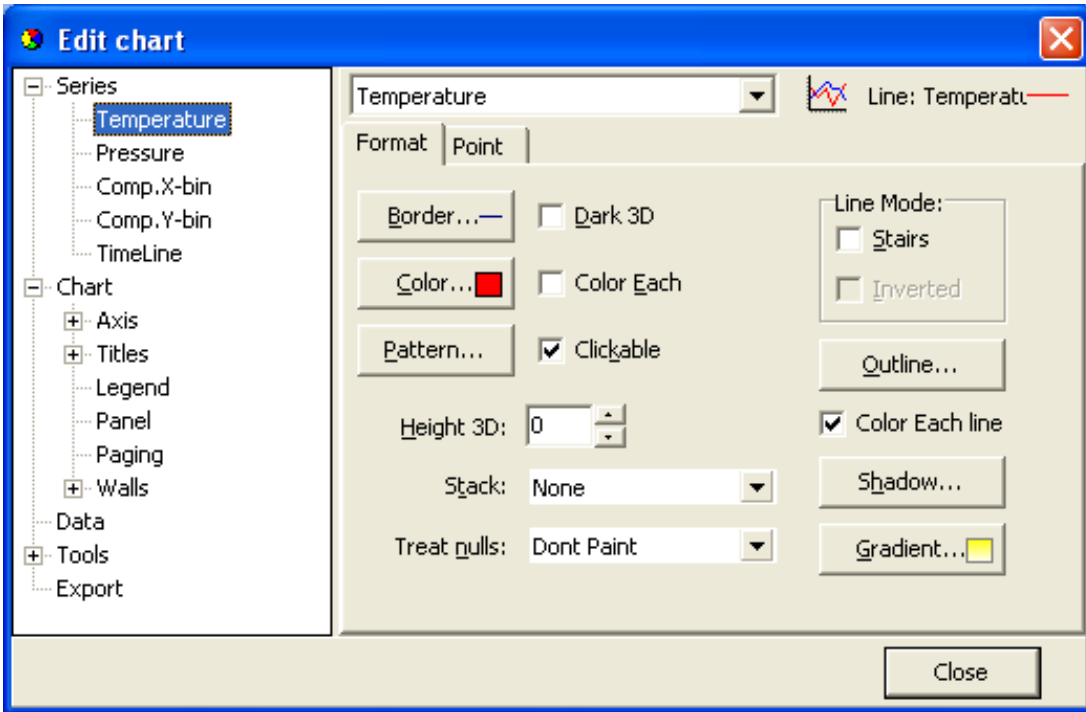 Edit chart
Series
Temperature
Pressure
Comp.X-bin
Comp.Y-bin
TimeLine
Chart
Axis
Titles
Legend
Panel
Paging
Walls
Data
Tools
Export
Temperature
Line: Temperatu
Format Point
Border... Dark 3D
Color... Color Each
Pattern... Clickable
Height 3D: 0
Stack: None
Treat nulls: Dont Paint
Line Mode:
Stairs
Inverted
Outline...
Color Each line
Shadow...
Gradient...
Close